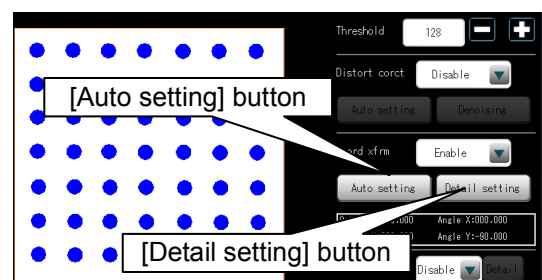 Threshold 128
Distort corct Disable
[Auto setting] button
Auto setting Denoising
xfrm Enable
Auto setting Detail setting
Angle X:000.000
Angle Y:-90.000
[Detail setting] button
Disable Detail